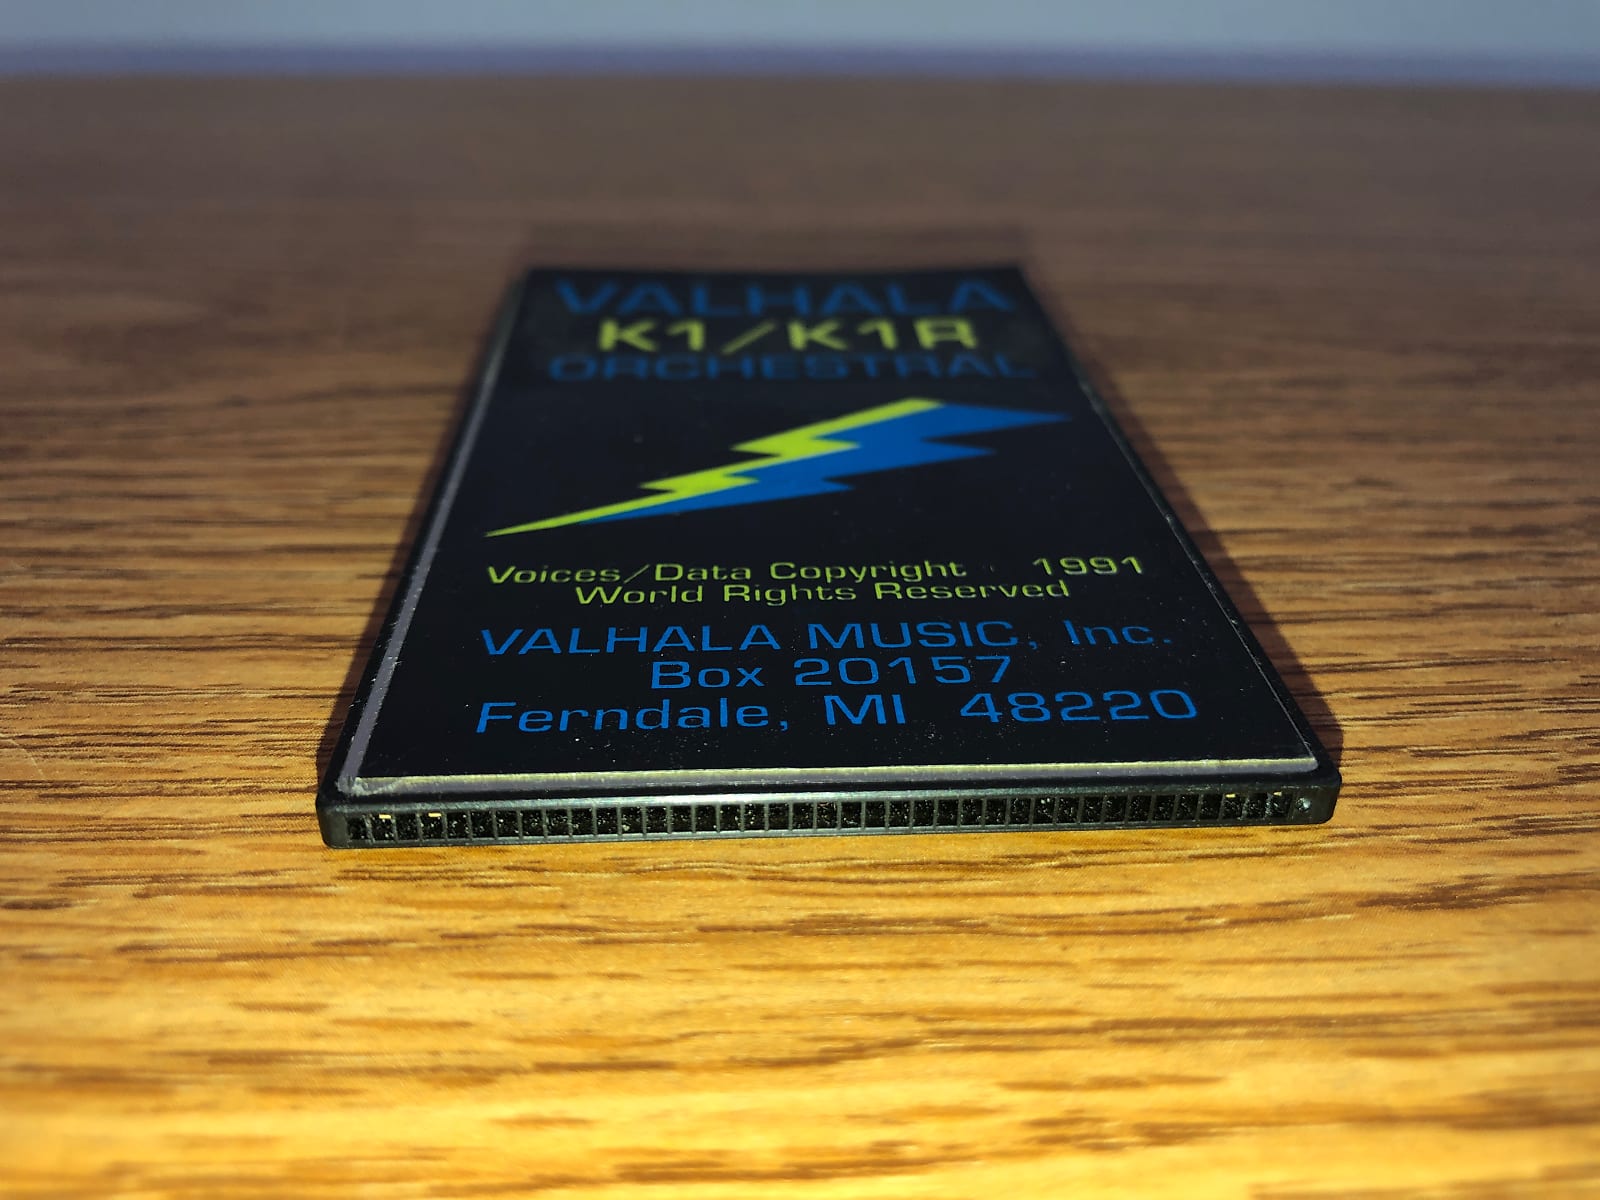 VALHALA
K1/K1R
ORCHESTRAL
Voices/Data Copyright 1991
World Rights Reserved
VALHALA MUSIC, Inc.
Box 20157
Ferndale, MI 48220